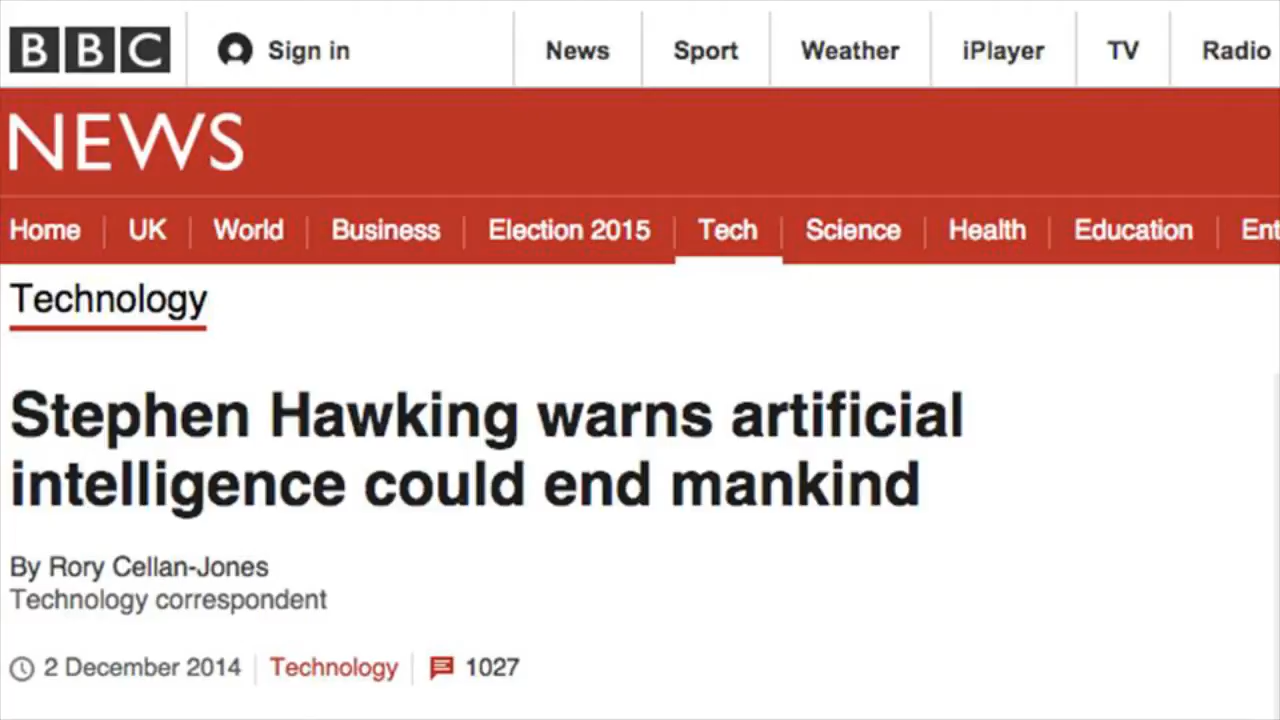 BBC Sign in News Sport Weather iPlayer TV Radio
NEWS
Home UK World Business Election 2015 Tech Science Health Education Ent
Technology
Stephen Hawking warns artificial
intelligence could end mankind
By Rory Cellan-Jones
Technology correspondent
2 December 2014 Technology 1027